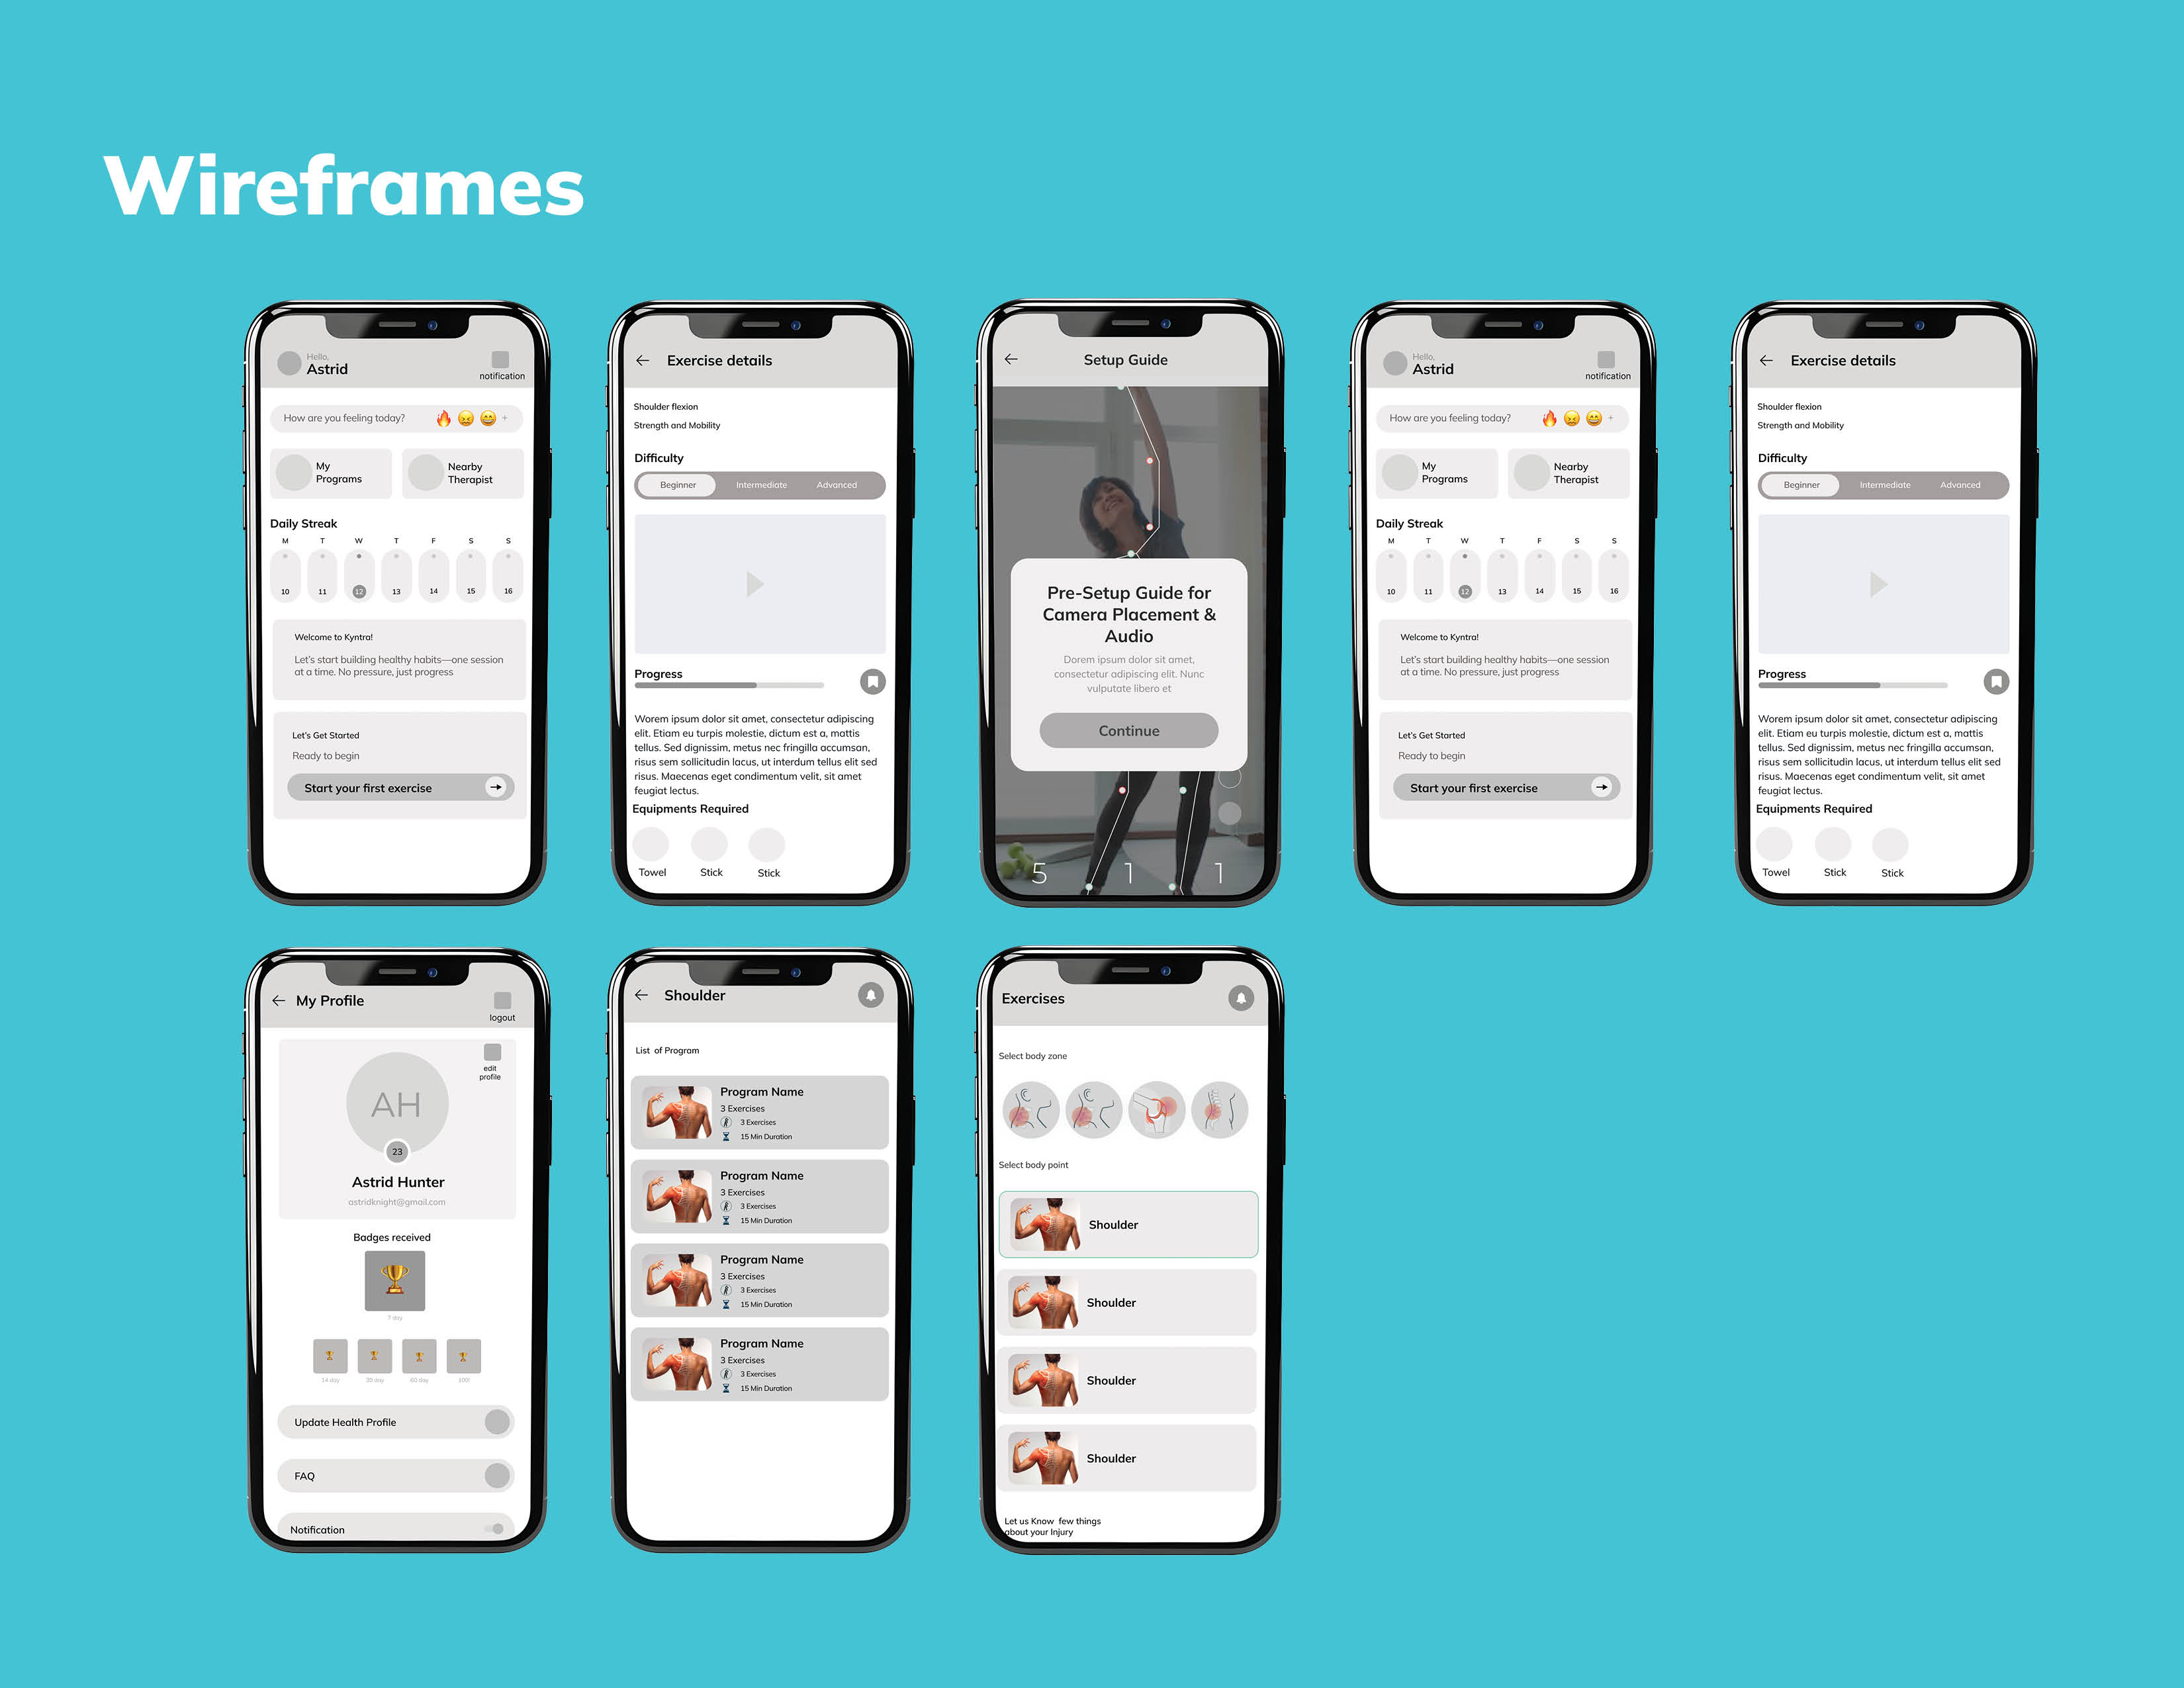 Wireframes
Hello,
Astrid
notification
How are you feeling today?
+
My
Programs
Nearby
Therapist
Daily Streak
M T W T F S S
10 11 12 13 14 15 16
Welcome to Kyntra!
Let's start building healthy habits—one session
at a time. No pressure, just progress
Let's Get Started
Ready to begin
Start your first exercise
Exercise details
Shoulder flexion
Strength and Mobility
Difficulty
Beginner Intermediate Advanced
Progress
Worem ipsum dolor sit amet, consectetur adipiscing
elit. Etiam eu turpis molestie, dictum est a, mattis
tellus. Sed dignissim, metus nec fringilla accumsan,
risus sem sollicitudin lacus, ut interdum tellus elit sed
risus. Maecenas eget condimentum velit, sit amet
feugiat lectus.
Equipments Required
Towel Stick Stick
Setup Guide
Pre-Setup Guide for
Camera Placement &
Audio
Dorem ipsum dolor sit amet,
consectetur adipiscing elit. Nunc
vulputate libero et
Continue
5 1 1
Hello,
Astrid
notification
How are you feeling today?
+
My
Programs
Nearby
Therapist
Daily Streak
M T W T F S S
10 11 12 13 14 15 16
Welcome to Kyntra!
Let's start building healthy habits—one session
at a time. No pressure, just progress
Let's Get Started
Ready to begin
Start your first exercise
Exercise details
Shoulder flexion
Strength and Mobility
Difficulty
Beginner Intermediate Advanced
Progress
Worem ipsum dolor sit amet, consectetur adipiscing
elit. Etiam eu turpis molestie, dictum est a, mattis
tellus. Sed dignissim, metus nec fringilla accumsan,
risus sem sollicitudin lacus, ut interdum tellus elit sed
risus. Maecenas eget condimentum velit, sit amet
feugiat lectus.
Equipments Required
Towel Stick Stick
My Profile
logout
edit
profile
AH
23
Astrid Hunter
astridknight@gmail.com
Badges received
7 day
14 day 30 day 60 day 100!
Update Health Profile
FAQ
Notification
Shoulder
List of Program
Program Name
3 Exercises
3 Exercises
15 Min Duration
Program Name
3 Exercises
3 Exercises
15 Min Duration
Program Name
3 Exercises
3 Exercises
15 Min Duration
Program Name
3 Exercises
3 Exercises
15 Min Duration
Exercises
Select body zone
Select body point
Shoulder
Shoulder
Shoulder
Shoulder
Let us Know few things
about your Injury